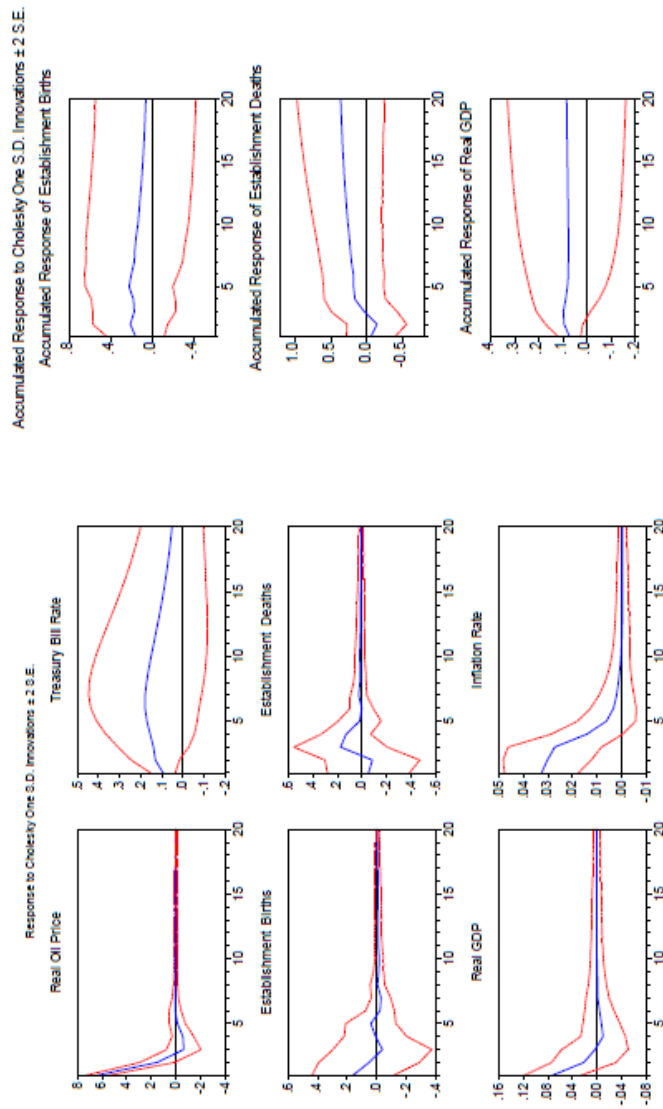 Response to Cholesky One S.D. Innovations ± 2 S.E.
Accumulated Response to Cholesky One S.D. Innovations ± 2 S.E.
Real Oil Price
8
6
4
2
0
-2
-4
5 10 15 20
Treasury Bill Rate
.5
.4
.3
.2
.1
.0
-.1
-.2
5 10 15 20
Accumulated Response of Establishment Births
.8
.4
.0
-.4
5 10 15 20
Establishment Births
.6
.4
.2
.0
-.2
-.4
5 10 15 20
Establishment Deaths
.6
.4
.2
.0
-.2
-.4
-.6
5 10 15 20
Accumulated Response of Establishment Deaths
1.0
0.5
0.0
-0.5
5 10 15 20
Real GDP
.16
.12
.08
.04
.00
-.04
-.08
5 10 15 20
Inflation Rate
.05
.04
.03
.02
.01
.00
-.01
5 10 15 20
Accumulated Response of Real GDP
.4
.3
.2
.1
.0
-.1
-.2
5 10 15 20